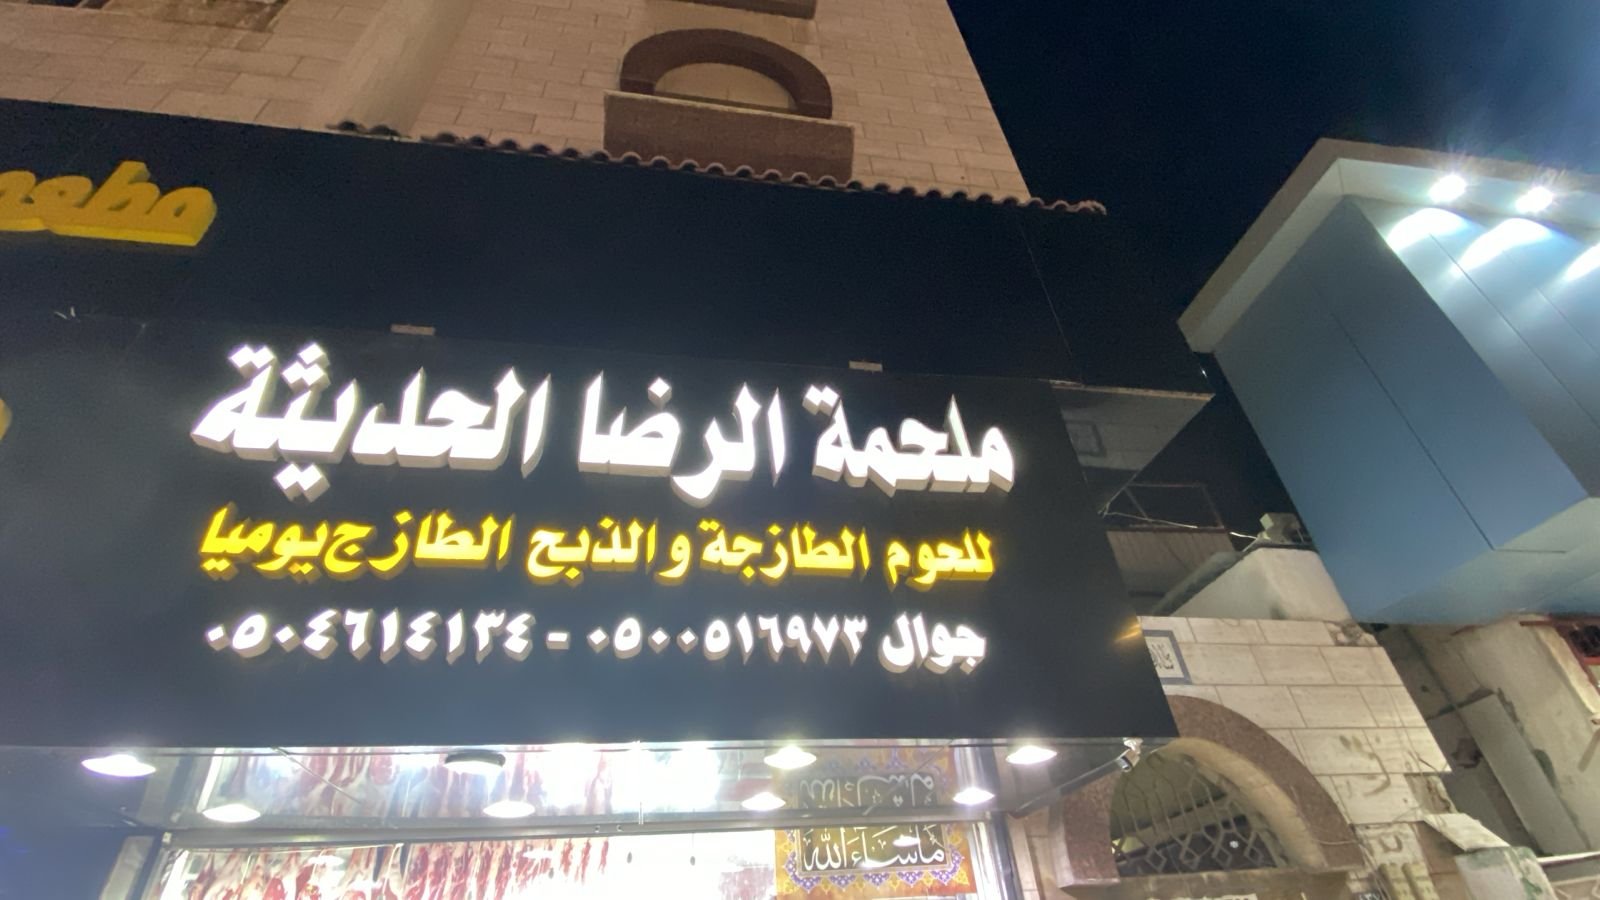 ملحمة الرضا الحديثة
للحوم الطازجة والذبح الطازج يوميا
جوال ٠٥٠٠٥١٦٩٧٣ - ٠٥٠٤٦١٤١٣٤
ماشاء الله